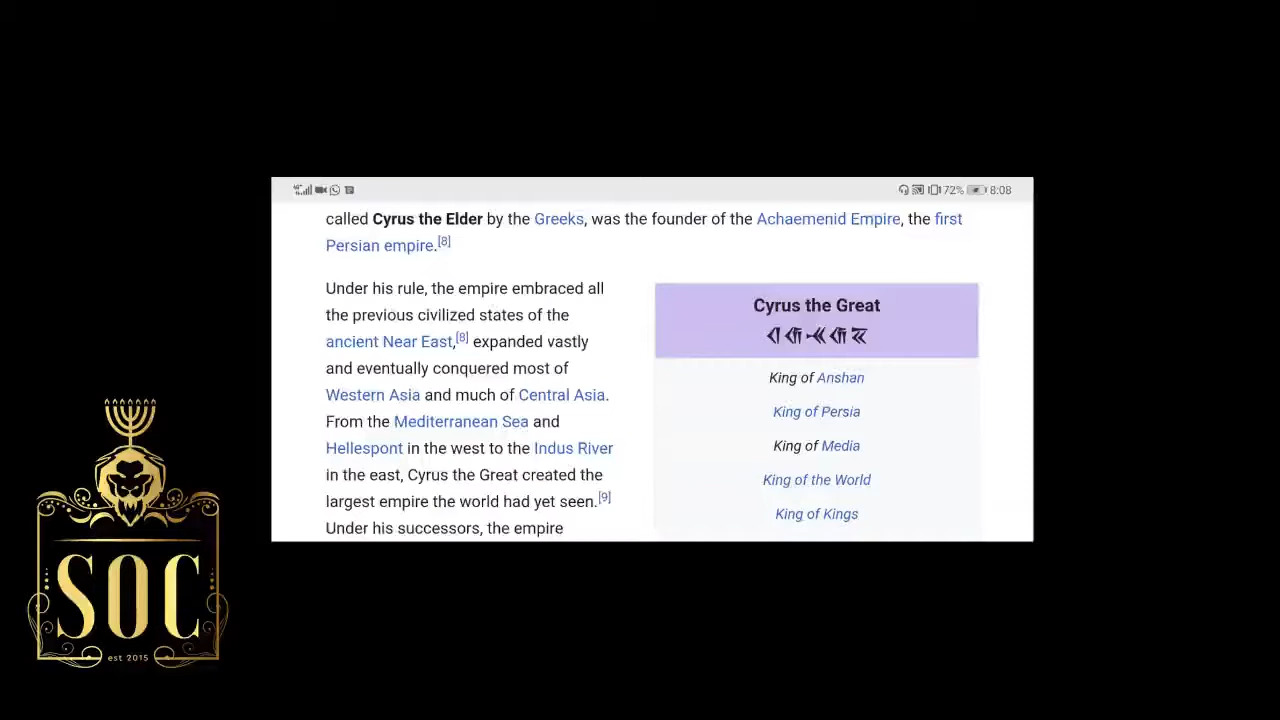 72% 8:08
called Cyrus the Elder by the Greeks, was the founder of the Achaemenid Empire, the first
Persian empire.[8]
Under his rule, the empire embraced all
the previous civilized states of the
ancient Near East,[8] expanded vastly
and eventually conquered most of
Western Asia and much of Central Asia.
From the Mediterranean Sea and
Hellespont in the west to the Indus River
in the east, Cyrus the Great created the
largest empire the world had yet seen.[9]
Under his successors, the empire
Cyrus the Great
King of Anshan
King of Persia
King of Media
King of the World
King of Kings
SOC
est 2015